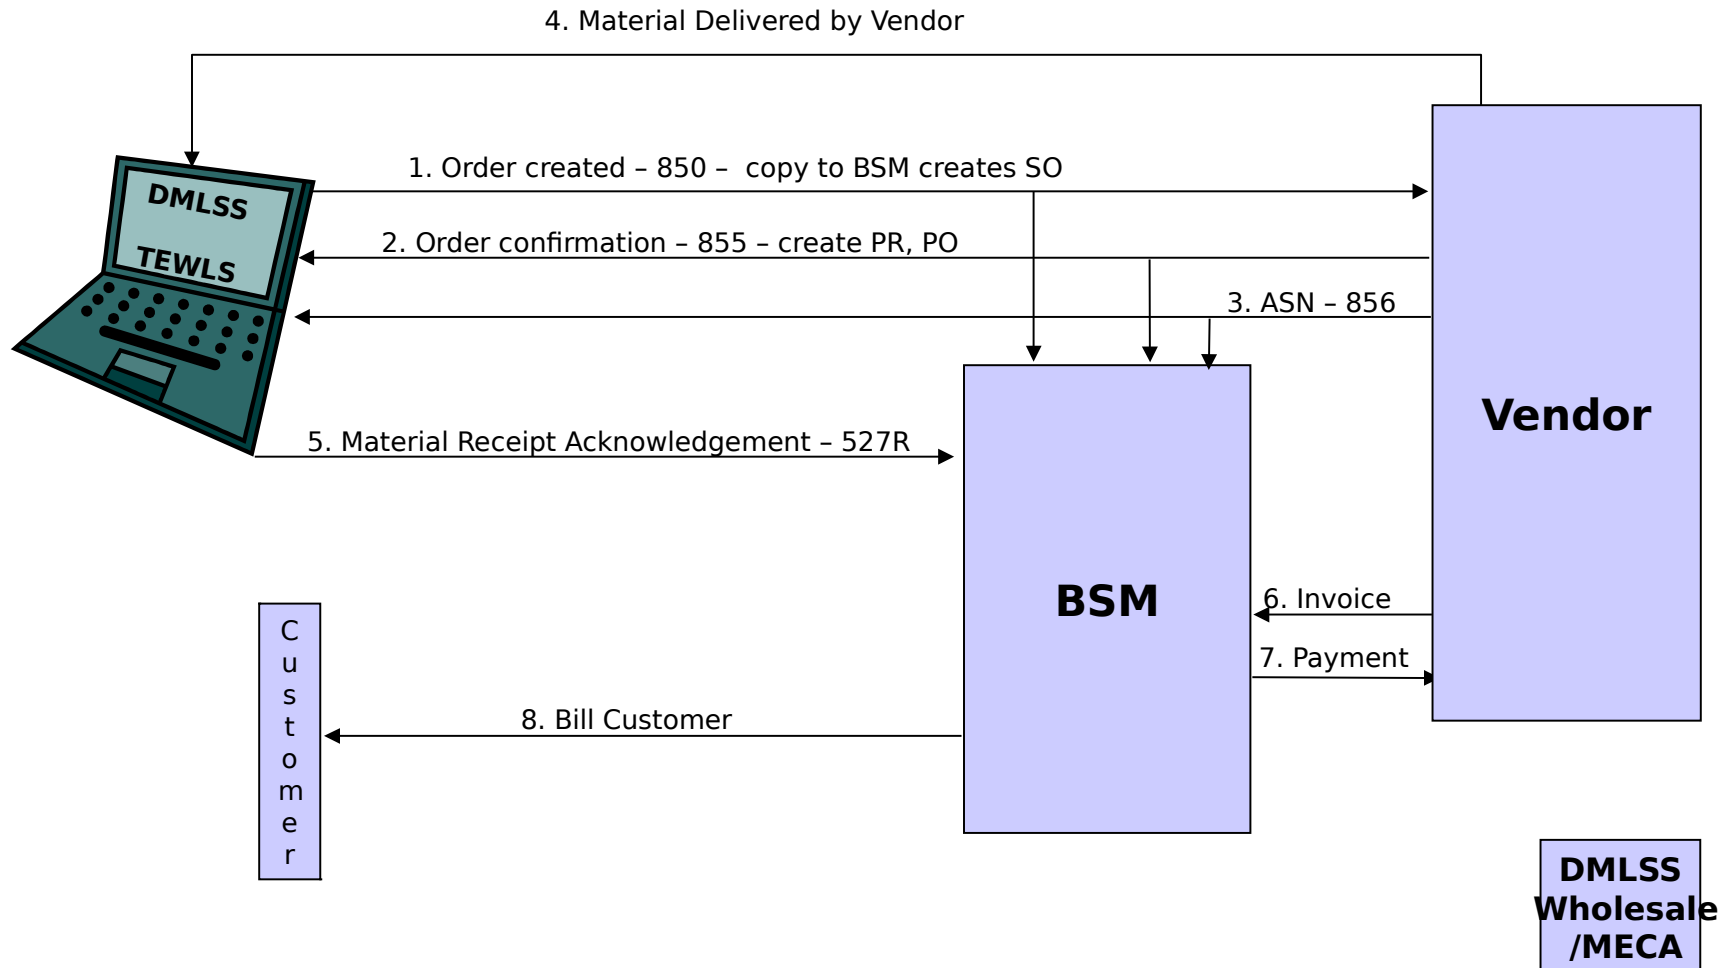 4. Material Delivered by Vendor
1. Order created – 850 –  copy to BSM creates SO
DMLSS
TEWLS
2. Order confirmation – 855 – create PR, PO
3. ASN – 856
Vendor
5. Material Receipt Acknowledgement – 527R
BSM
6. Invoice
7. Payment
C
u
s
t
o
m
e
r
8. Bill Customer
DMLSS
Wholesale
/MECA